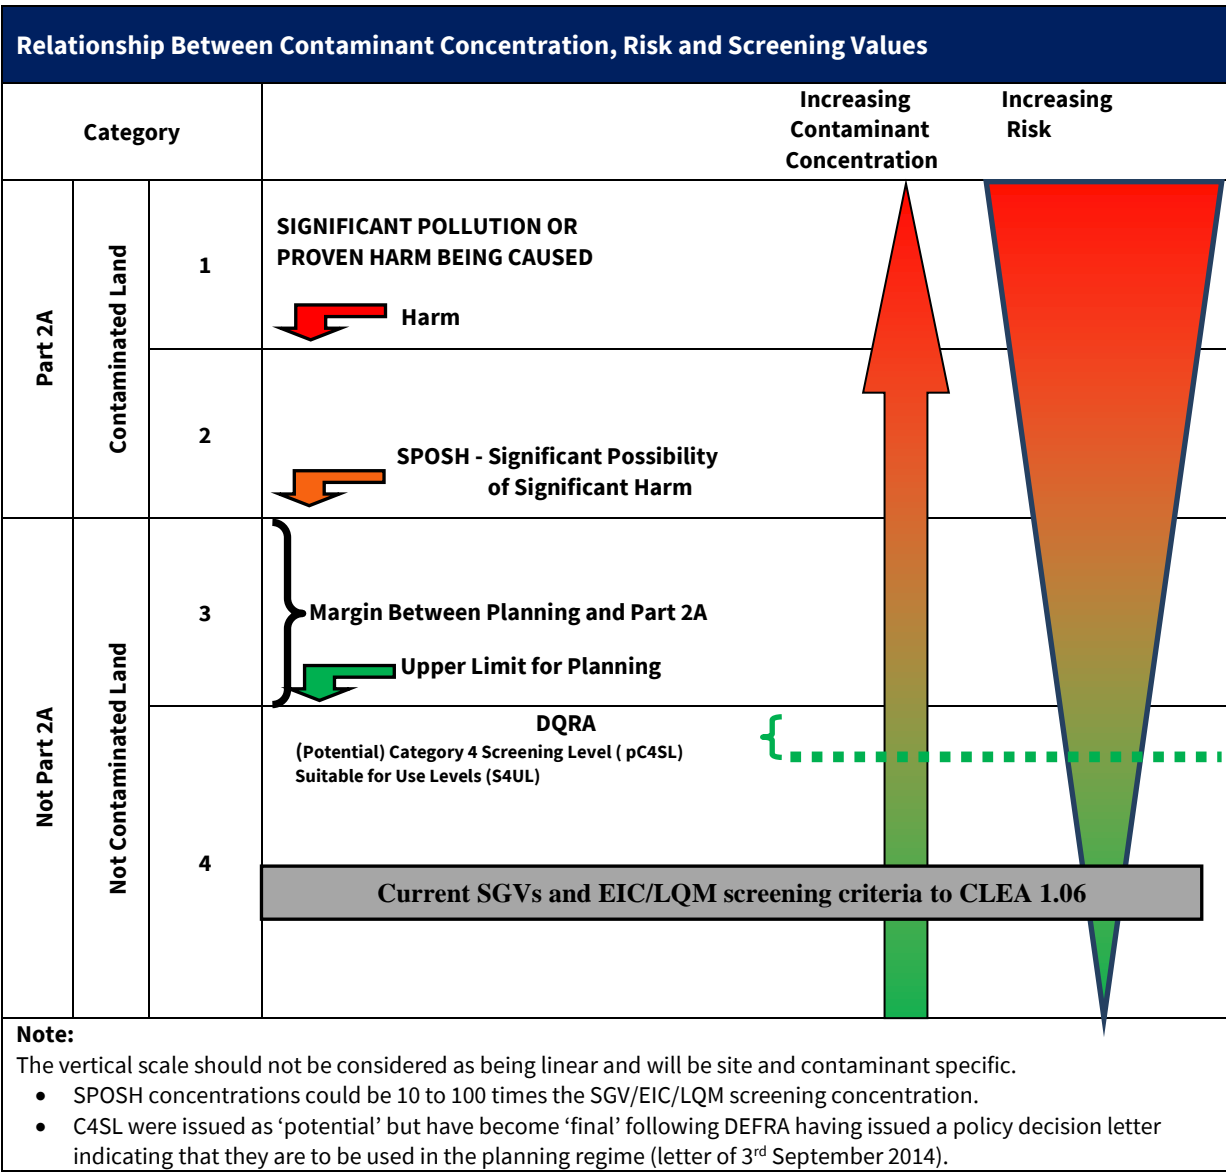 Relationship Between Contaminant Concentration, Risk and Screening Values
Category
Increasing
Contaminant
Concentration
Increasing
Risk
Part 2A
Contaminated Land
1
SIGNIFICANT POLLUTION OR
PROVEN HARM BEING CAUSED
Harm
2
SPOSH - Significant Possibility
of Significant Harm
Not Part 2A
Not Contaminated Land
3
Margin Between Planning and Part 2A
Upper Limit for Planning
4
DQRA
(Potential) Category 4 Screening Level ( pC4SL)
Suitable for Use Levels (S4UL)
Current SGVs and EIC/LQM screening criteria to CLEA 1.06
Note:
The vertical scale should not be considered as being linear and will be site and contaminant specific.
• SPOSH concentrations could be 10 to 100 times the SGV/EIC/LQM screening concentration.
• C4SL were issued as ‘potential’ but have become ‘final’ following DEFRA having issued a policy decision letter
indicating that they are to be used in the planning regime (letter of 3rd September 2014).